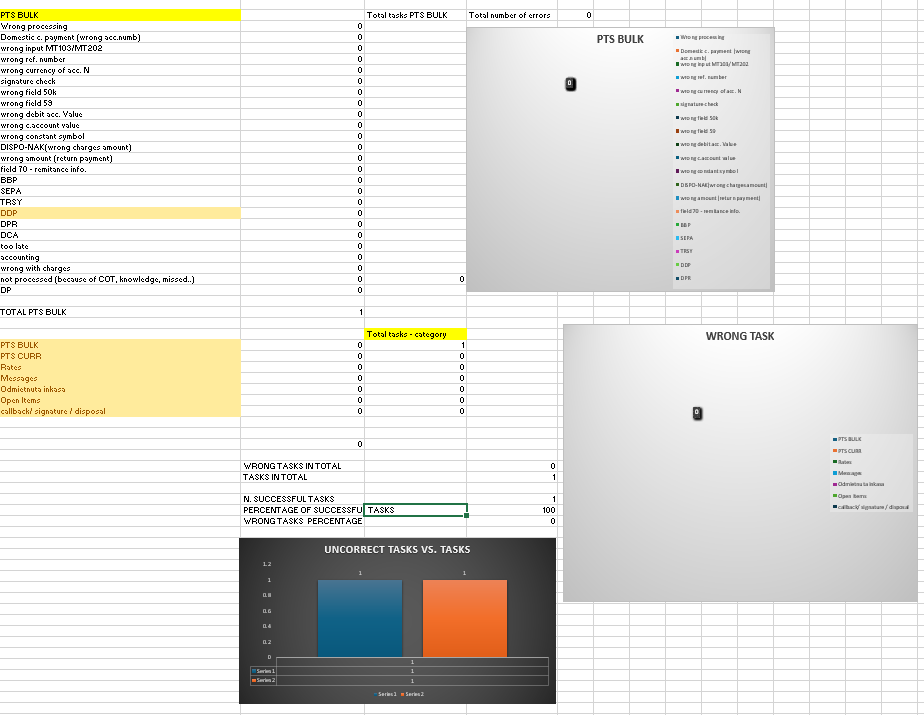 PTS BULK Total tasks PTS BULK Total number of errors 0
Wrong processing 0
Domestic c. payment (wrong acc.numb) 0
wrong input MT103/MT202 0
wrong ref. number 0
wrong currency of acc. N 0
signature check 0
wrong field 50k 0
wrong field 59 0
wrong debit acc. Value 0
wrong c.account value 0
wrong constant symbol 0
DISPO-NAK(wrong charges amount) 0
wrong amount (return payment) 0
field 70 - remitance info. 0
BBP 0
SEPA 0
TRSY 0
DDP 0
DPR 0
DCA 0
too late 0
accounting 0
wrong with charges 0
not processed (because of COT, knowledge, missed..) 0 0
DP 0
TOTAL PTS BULK 1
PTS BULK
0
Wrong processing
Domestic c. payment (wrong
acc.numb)
wrong input MT103/MT202
wrong ref. number
wrong currency of acc. N
signature check
wrong field 50k
wrong field 59
wrong debit acc. Value
wrong c.account value
wrong constant symbol
DISPO-NAK(wrong charges amount)
wrong amount (return payment)
field 70 - remitance info.
BBP
SEPA
TRSY
DDP
DPR
Total tasks - category
PTS BULK 0 1
PTS CURR 0 0
Rates 0 0
Messages 0 0
Odmietnuta inkasa 0 0
Open Items 0 0
callback/ signature / disposal 0 0
0
WRONG TASK
0
PTS BULK
PTS CURR
Rates
Messages
Odmietnuta inkasa
Open Items
callback/ signature / disposal
WRONG TASKS IN TOTAL 0
TASKS IN TOTAL 1
N. SUCCESSFUL TASKS 1
PERCENTAGE OF SUCCESSFU TASKS 100
WRONG TASKS PERCENTAGE 0
UNCORRECT TASKS VS. TASKS
1.2
1
0.8
0.6
0.4
0.2
0
1 1
1
Series1 1
Series2 1
Series1 Series2